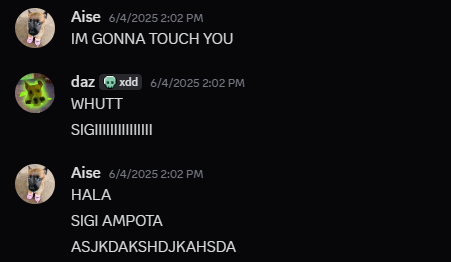 Aise 6/4/2025 2:02 PM
IM GONNA TOUCH YOU
daz xdd 6/4/2025 2:02 PM
WHUTT
SIGIIIIIIIIIIIIIII
Aise 6/4/2025 2:02 PM
HALA
SIGI AMPOTA
ASJKDAKSHDJKAHSDA